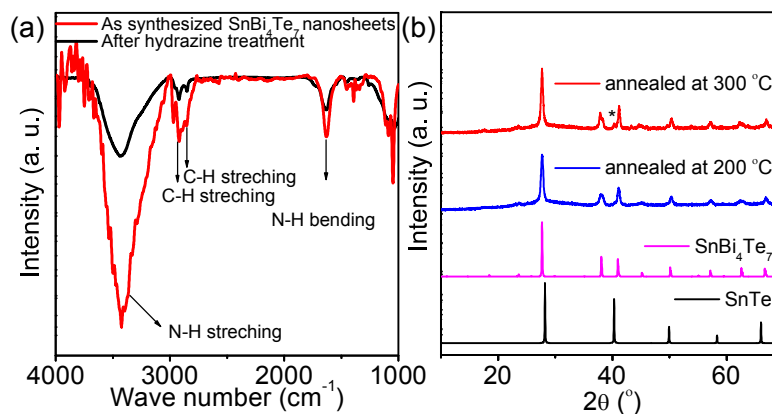 (a)
As synthesized SnBi4Te7 nanosheets
After hydrazine treatment
C-H streching
C-H streching
N-H bending
N-H streching
Intensity (a. u.)
4000 3000 2000 1000
Wave number (cm-1)
(b)
annealed at 300 °C
*
annealed at 200 °C
SnBi4Te7
SnTe
Intensity (a. u.)
20 40 60
2θ (°)